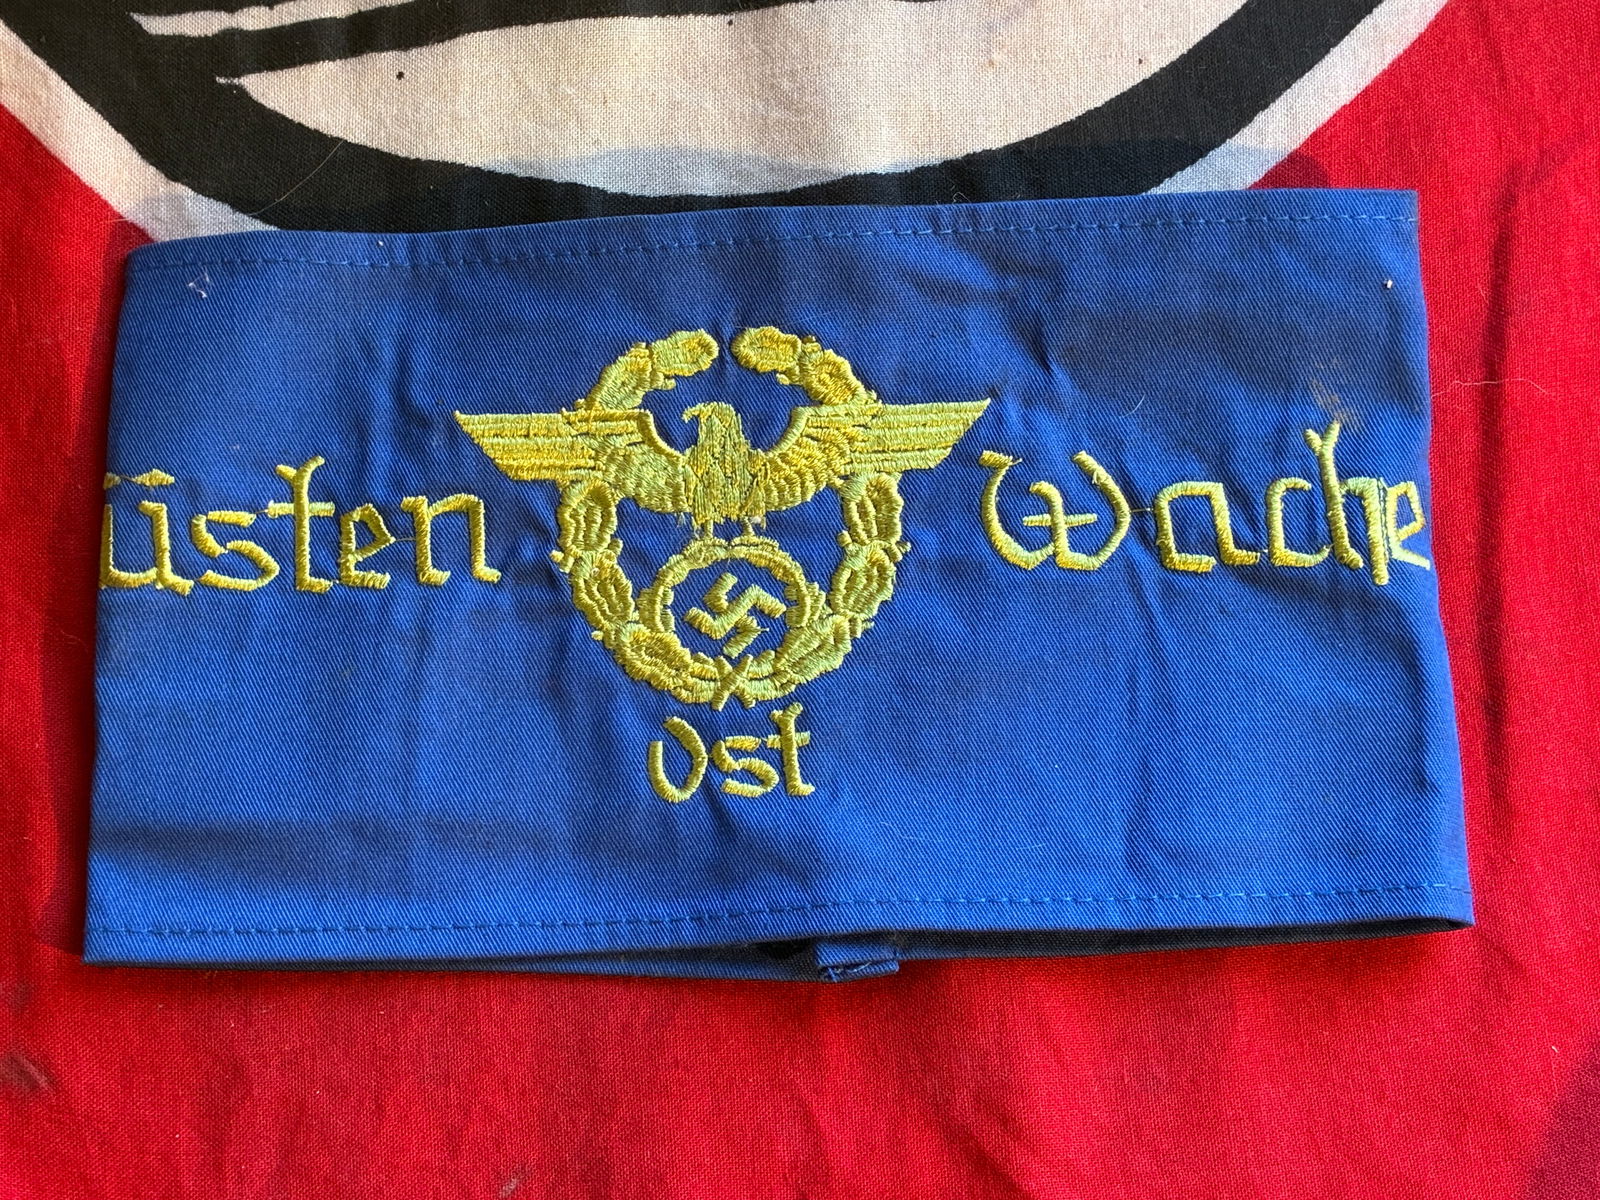 üsten Wache
Ost